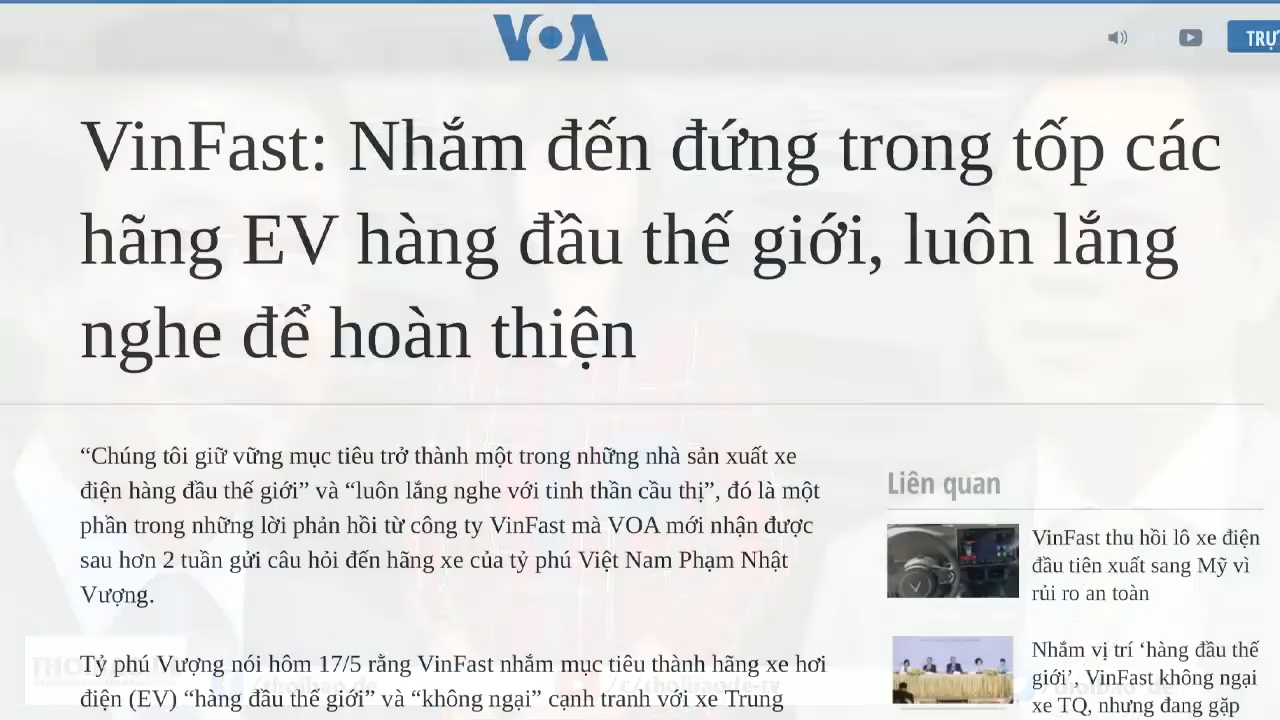 VOA
TRỰ
VinFast: Nhắm đến đứng trong tốp các
hãng EV hàng đầu thế giới, luôn lắng
nghe để hoàn thiện
“Chúng tôi giữ vững mục tiêu trở thành một trong những nhà sản xuất xe
điện hàng đầu thế giới” và “luôn lắng nghe với tinh thần cầu thị”, đó là một
phần trong những lời phản hồi từ công ty VinFast mà VOA mới nhận được
sau hơn 2 tuần gửi câu hỏi đến hãng xe của tỷ phú Việt Nam Phạm Nhật
Vượng.
Tỷ phú Vượng nói hôm 17/5 rằng VinFast nhắm mục tiêu thành hãng xe hơi
điện (EV) “hàng đầu thế giới” và “không ngại” cạnh tranh với xe Trung
Liên quan
VinFast thu hồi lô xe điện
đầu tiên xuất sang Mỹ vì
rủi ro an toàn
Nhắm vị trí ‘hàng đầu thế
giới’, VinFast không ngại
xe TQ, nhưng đang gặp
/thoibao.de
/c/thoibaode-tv
/thoibao_de